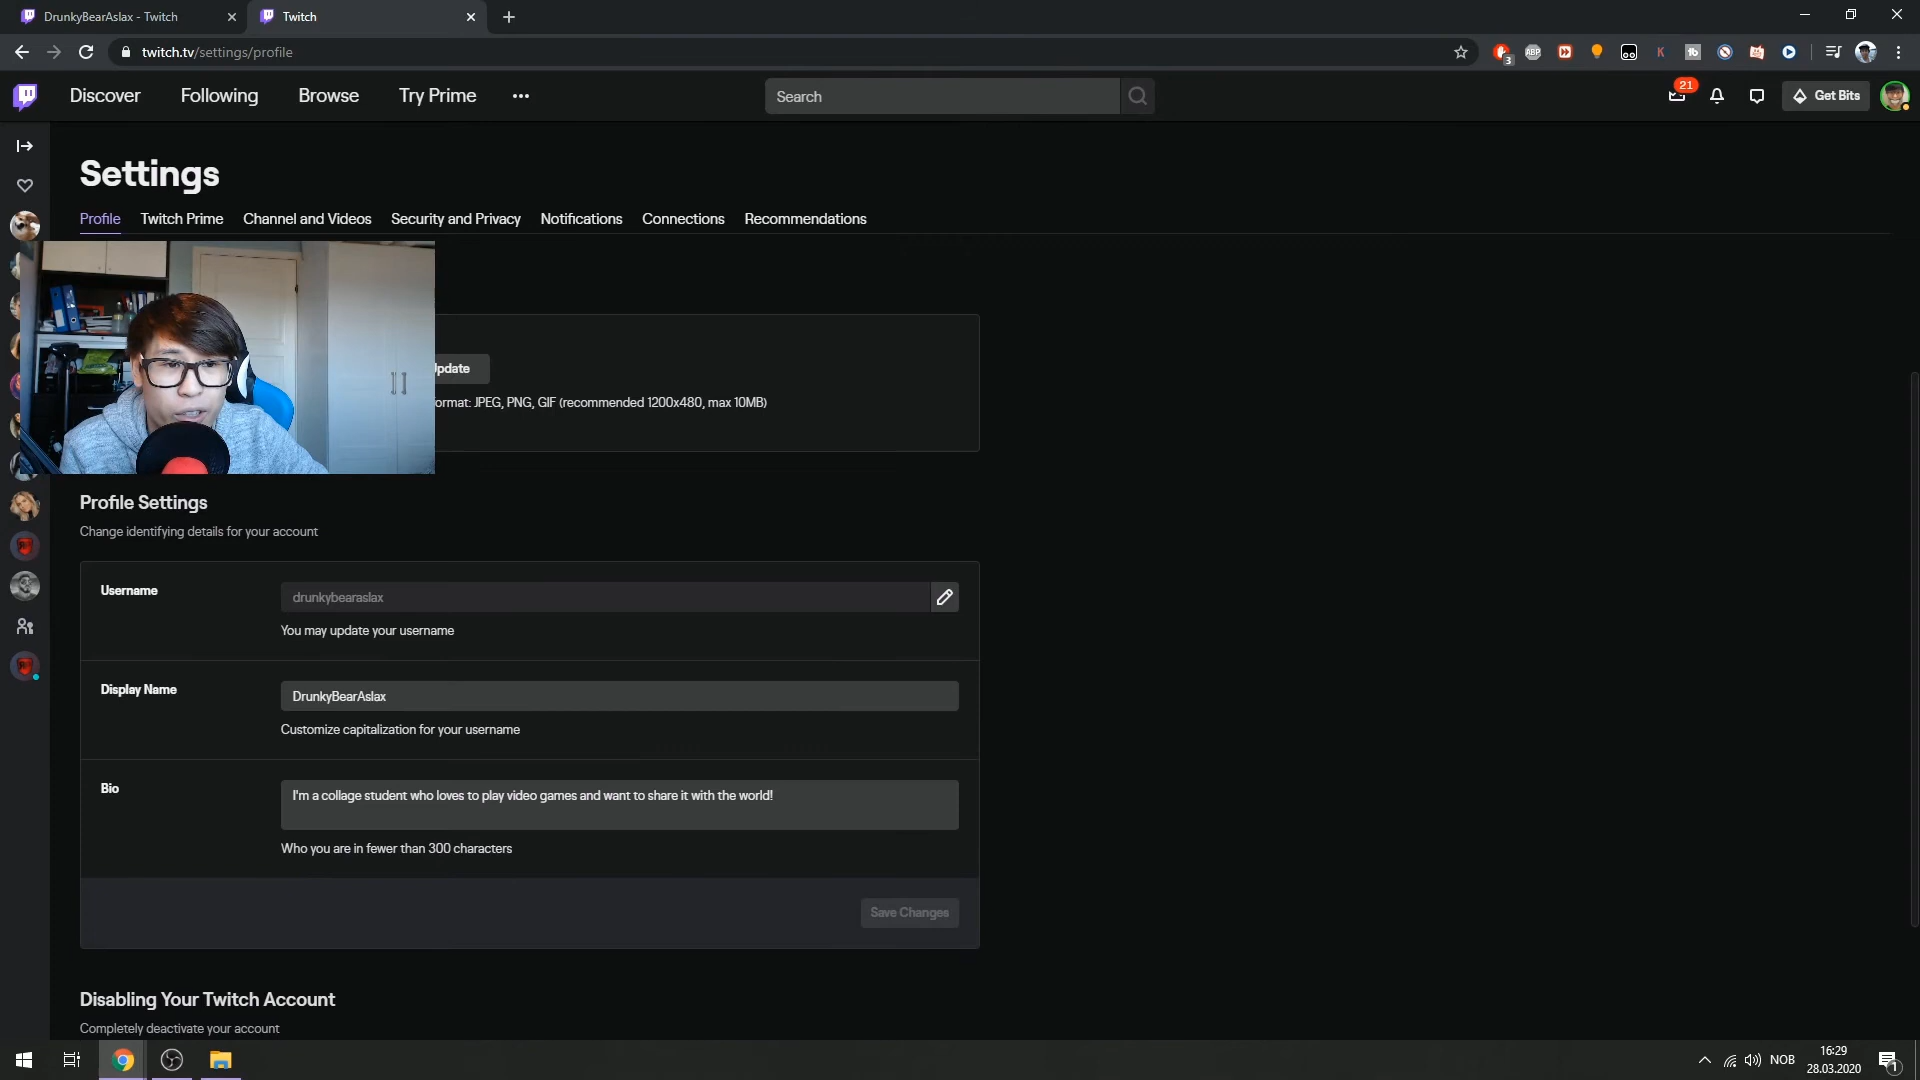 DrunkyBearAslax - Twitch
Twitch
twitch.tv/settings/profile
3
ABP
K
Discover
Following
Browse
Try Prime
Search
21
Get Bits
Settings
Profile
Twitch Prime
Channel and Videos
Security and Privacy
Notifications
Connections
Recommendations
pdate
ormat: JPEG, PNG, GIF (recommended 1200x480, max 10MB)
Profile Settings
Change identifying details for your account
Username
drunkybearaslax
You may update your username
Display Name
DrunkyBearAslax
Customize capitalization for your username
Bio
I'm a collage student who loves to play video games and want to share it with the world!
Who you are in fewer than 300 characters
Save Changes
Disabling Your Twitch Account
Completely deactivate your account
NOB
16:29
28.03.2020
1